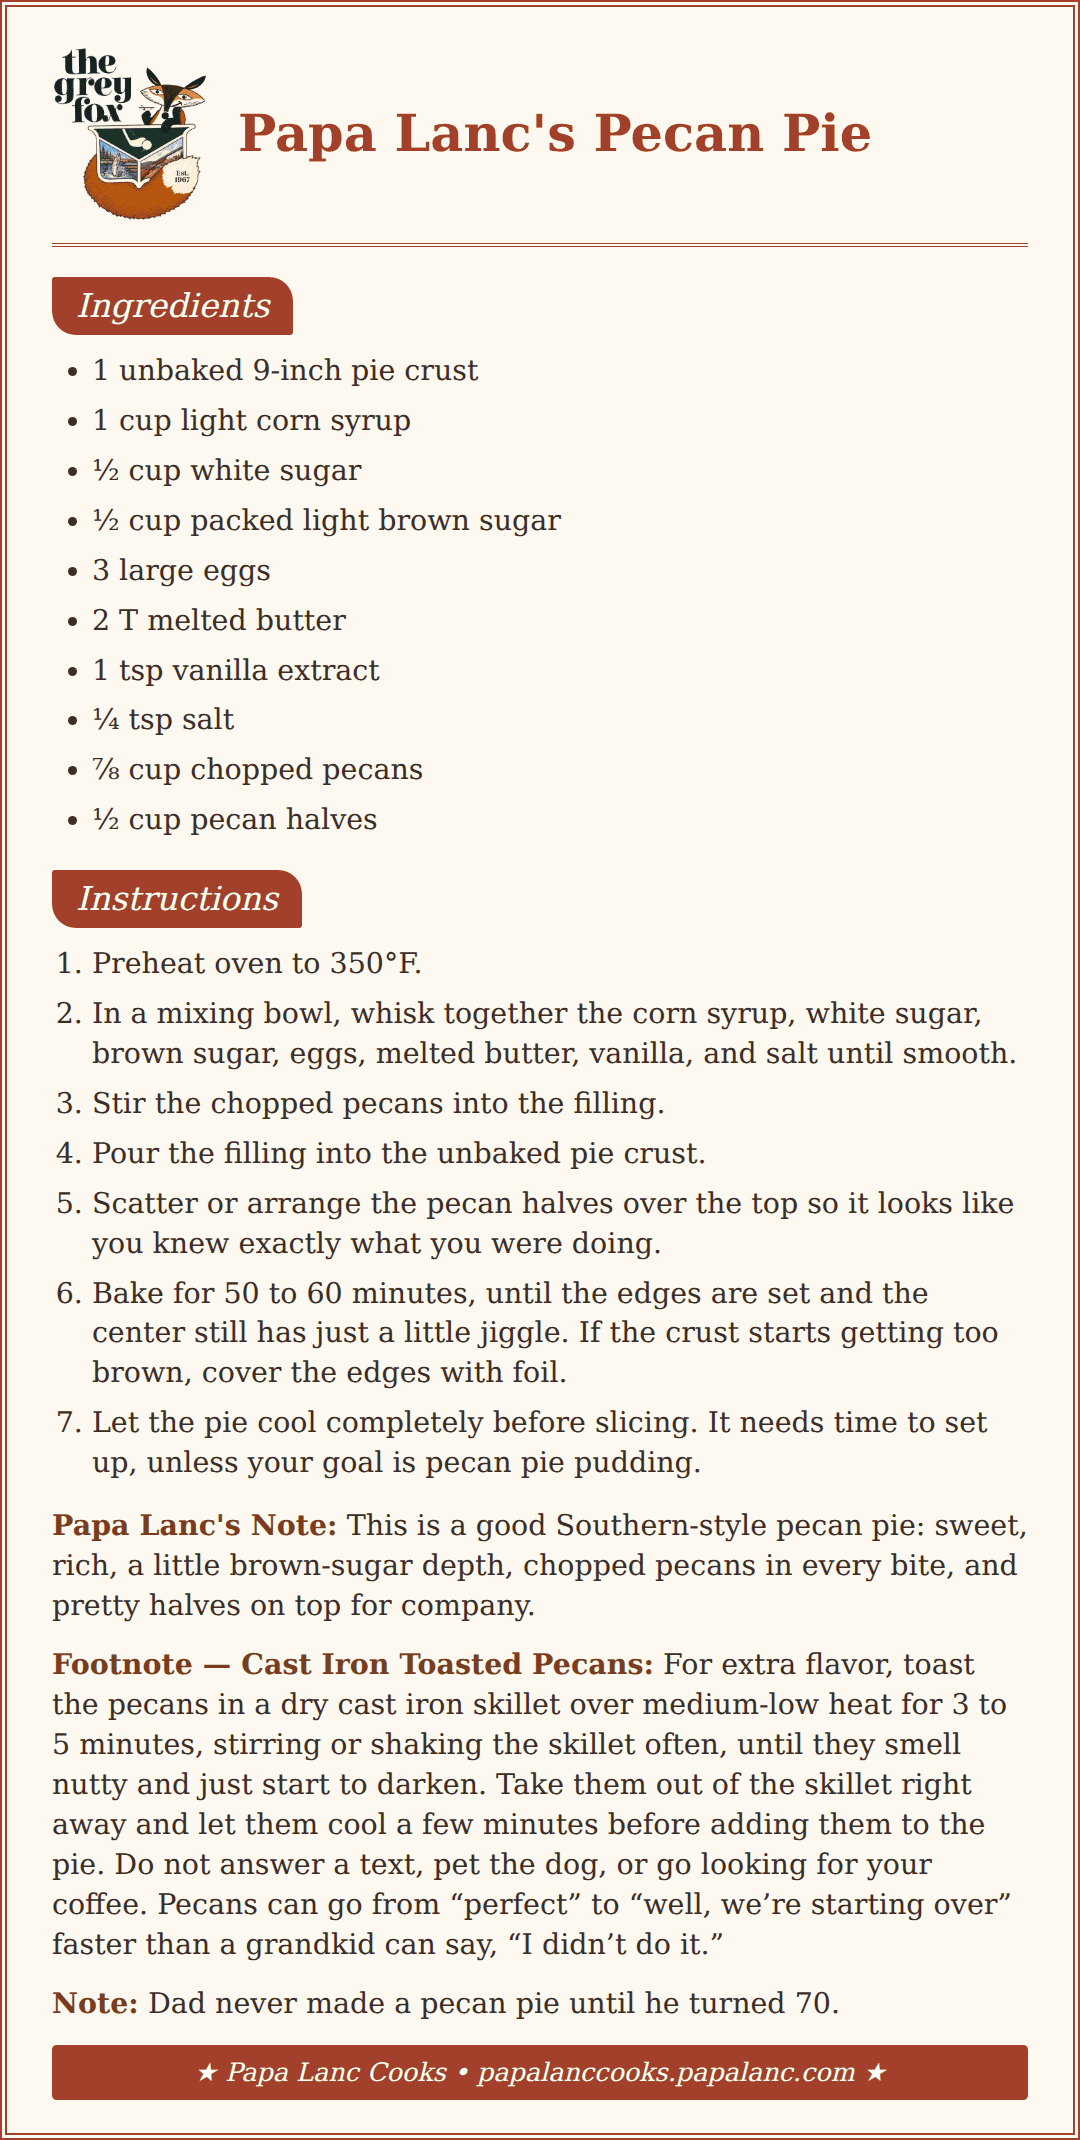 the
grey
fox
Est.
1967
Papa Lanc's Pecan Pie
Ingredients
• 1 unbaked 9-inch pie crust
• 1 cup light corn syrup
• ½ cup white sugar
• ½ cup packed light brown sugar
• 3 large eggs
• 2 T melted butter
• 1 tsp vanilla extract
• ¼ tsp salt
• ⅞ cup chopped pecans
• ½ cup pecan halves
Instructions
1. Preheat oven to 350°F.
2. In a mixing bowl, whisk together the corn syrup, white sugar,
brown sugar, eggs, melted butter, vanilla, and salt until smooth.
3. Stir the chopped pecans into the filling.
4. Pour the filling into the unbaked pie crust.
5. Scatter or arrange the pecan halves over the top so it looks like
you knew exactly what you were doing.
6. Bake for 50 to 60 minutes, until the edges are set and the
center still has just a little jiggle. If the crust starts getting too
brown, cover the edges with foil.
7. Let the pie cool completely before slicing. It needs time to set
up, unless your goal is pecan pie pudding.
Papa Lanc's Note: This is a good Southern-style pecan pie: sweet,
rich, a little brown-sugar depth, chopped pecans in every bite, and
pretty halves on top for company.
Footnote — Cast Iron Toasted Pecans: For extra flavor, toast
the pecans in a dry cast iron skillet over medium-low heat for 3 to
5 minutes, stirring or shaking the skillet often, until they smell
nutty and just start to darken. Take them out of the skillet right
away and let them cool a few minutes before adding them to the
pie. Do not answer a text, pet the dog, or go looking for your
coffee. Pecans can go from “perfect” to “well, we’re starting over”
faster than a grandkid can say, “I didn’t do it.”
Note: Dad never made a pecan pie until he turned 70.
★ Papa Lanc Cooks • papalanccooks.papalanc.com ★